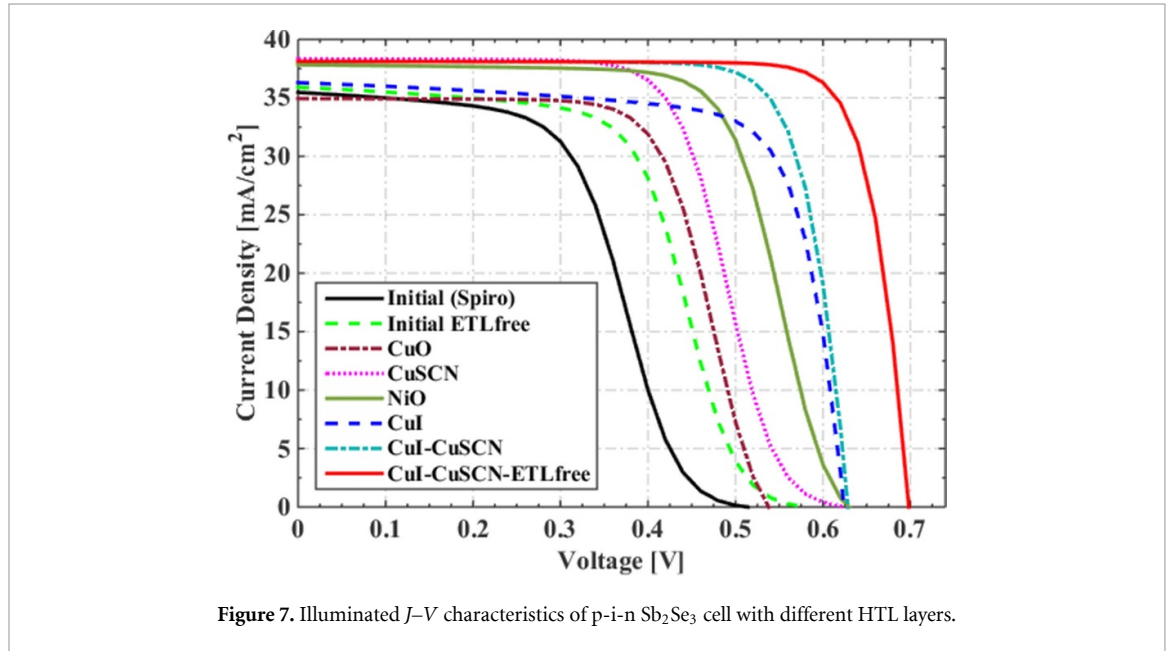 40
35
30
25
20
15
10
5
0
Current Density [mA/cm²]
Initial (Spiro)
Initial ETLfree
CuO
CuSCN
NiO
CuI
CuI-CuSCN
CuI-CuSCN-ETLfree
0 0.1 0.2 0.3 0.4 0.5 0.6 0.7
Voltage [V]
Figure 7. Illuminated J–V characteristics of p-i-n Sb₂Se₃ cell with different HTL layers.